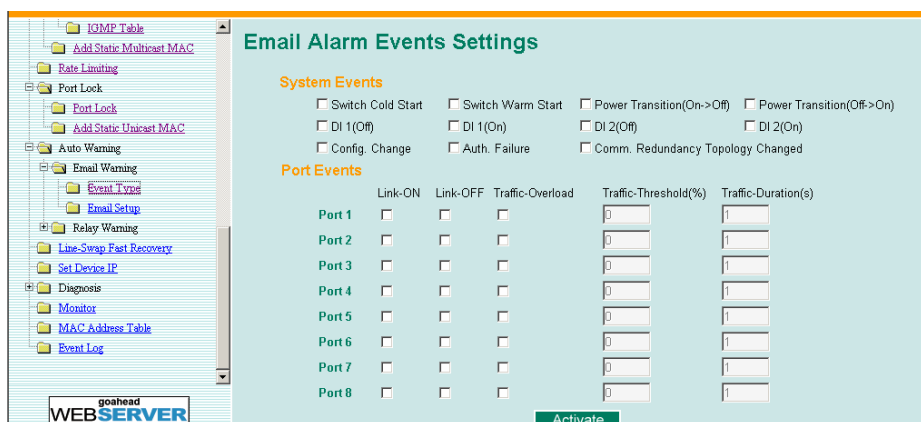 IGMP Table
Add Static Multicast MAC
Rate Limiting
Port Lock
Port Lock
Add Static Unicast MAC
Auto Warning
Email Warning
Event Type
Email Setup
Relay Warning
Line-Swap Fast Recovery
Set Device IP
Diagnosis
Monitor
MAC Address Table
Event Log
goahead
WEBSERVER
Email Alarm Events Settings
System Events
Switch Cold Start Switch Warm Start Power Transition(On->Off) Power Transition(Off->On)
DI 1(Off) DI 1(On) DI 2(Off) DI 2(On)
Config. Change Auth. Failure Comm. Redundancy Topology Changed
Port Events
Link-ON Link-OFF Traffic-Overload Traffic-Threshold(%) Traffic-Duration(s)
Port 1 0 1
Port 2 0 1
Port 3 0 1
Port 4 0 1
Port 5 0 1
Port 6 0 1
Port 7 0 1
Port 8 0 1
Activate